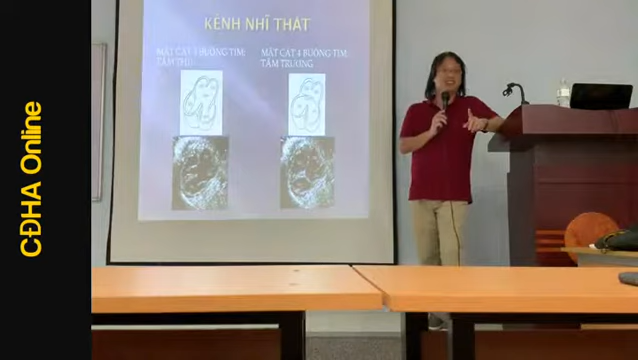 CĐHA Online
KÊNH NHĨ THẤT
MẶT CẮT 4 BUỒNG TIM:
TÂM THU
MẶT CẮT 4 BUỒNG TIM:
TÂM TRƯƠNG